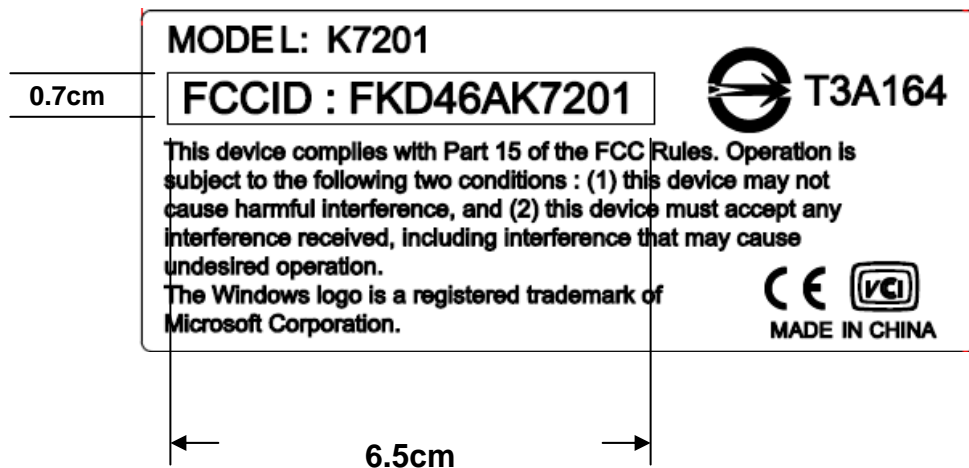 MODEL: K7201
0.7cm
FCCID : FKD46AK7201
T3A164
This device complies with Part 15 of the FCC Rules. Operation is
subject to the following two conditions : (1) this device may not
cause harmful interference, and (2) this device must accept any
interference received, including interference that may cause
undesired operation.
The Windows logo is a registered trademark of
Microsoft Corporation.
CE VCI
MADE IN CHINA
6.5cm